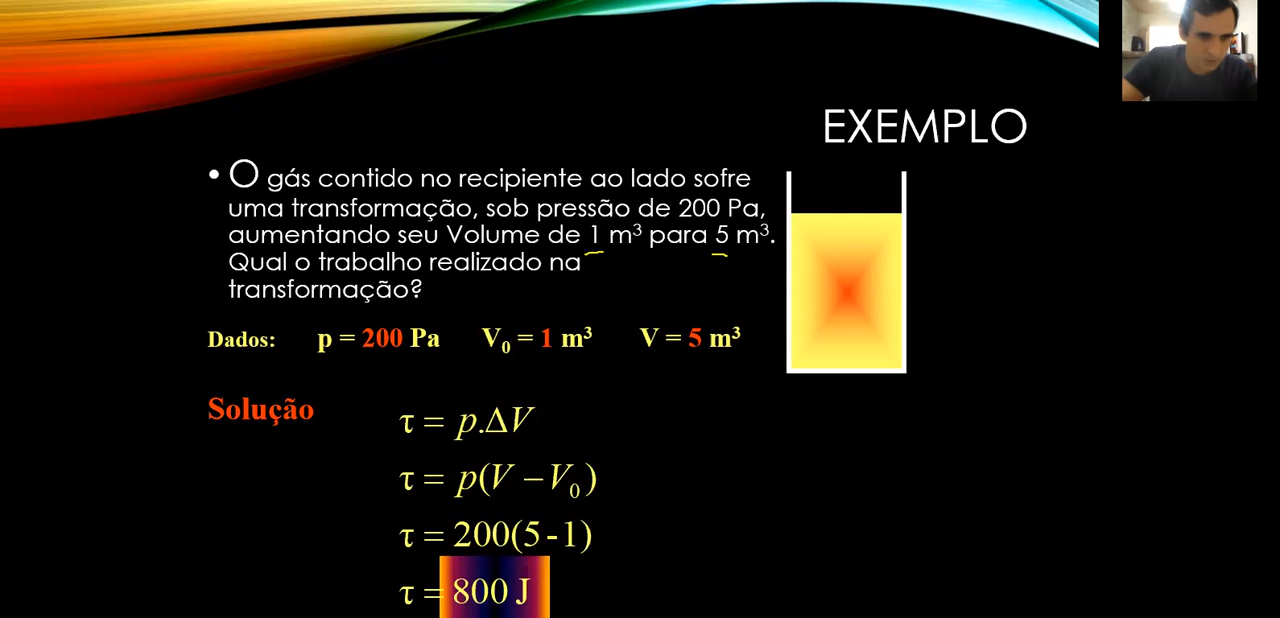 EXEMPLO
• O gás contido no recipiente ao lado sofre
uma transformação, sob pressão de 200 Pa,
aumentando seu Volume de 1 m³ para 5 m³.
Qual o trabalho realizado na
transformação?
Dados: p = 200 Pa V₀ = 1 m³ V = 5 m³
Solução
τ = p.ΔV
τ = p(V − V₀)
τ = 200(5 - 1)
τ = 800 J